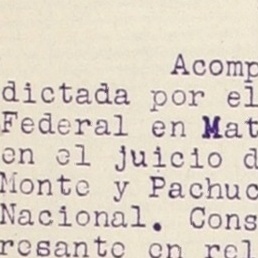 Acomp
dictada por el
Federal en Mat
en el juicio d
Monte y Pachuc
Nacional. Cons
resante en rel